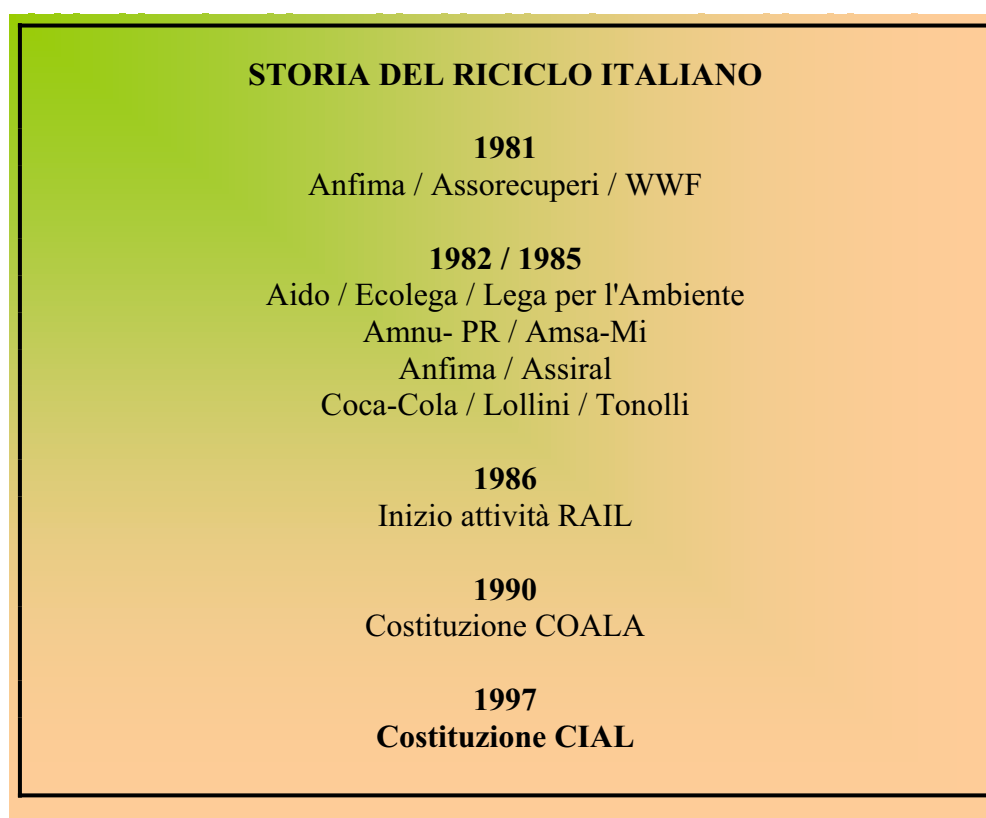 STORIA DEL RICICLO ITALIANO
1981
Anfima / Assorecuperi / WWF
1982 / 1985
Aido / Ecolega / Lega per l'Ambiente
Amnu- PR / Amsa-Mi
Anfima / Assiral
Coca-Cola / Lollini / Tonolli
1986
Inizio attività RAIL
1990
Costituzione COALA
1997
Costituzione CIAL